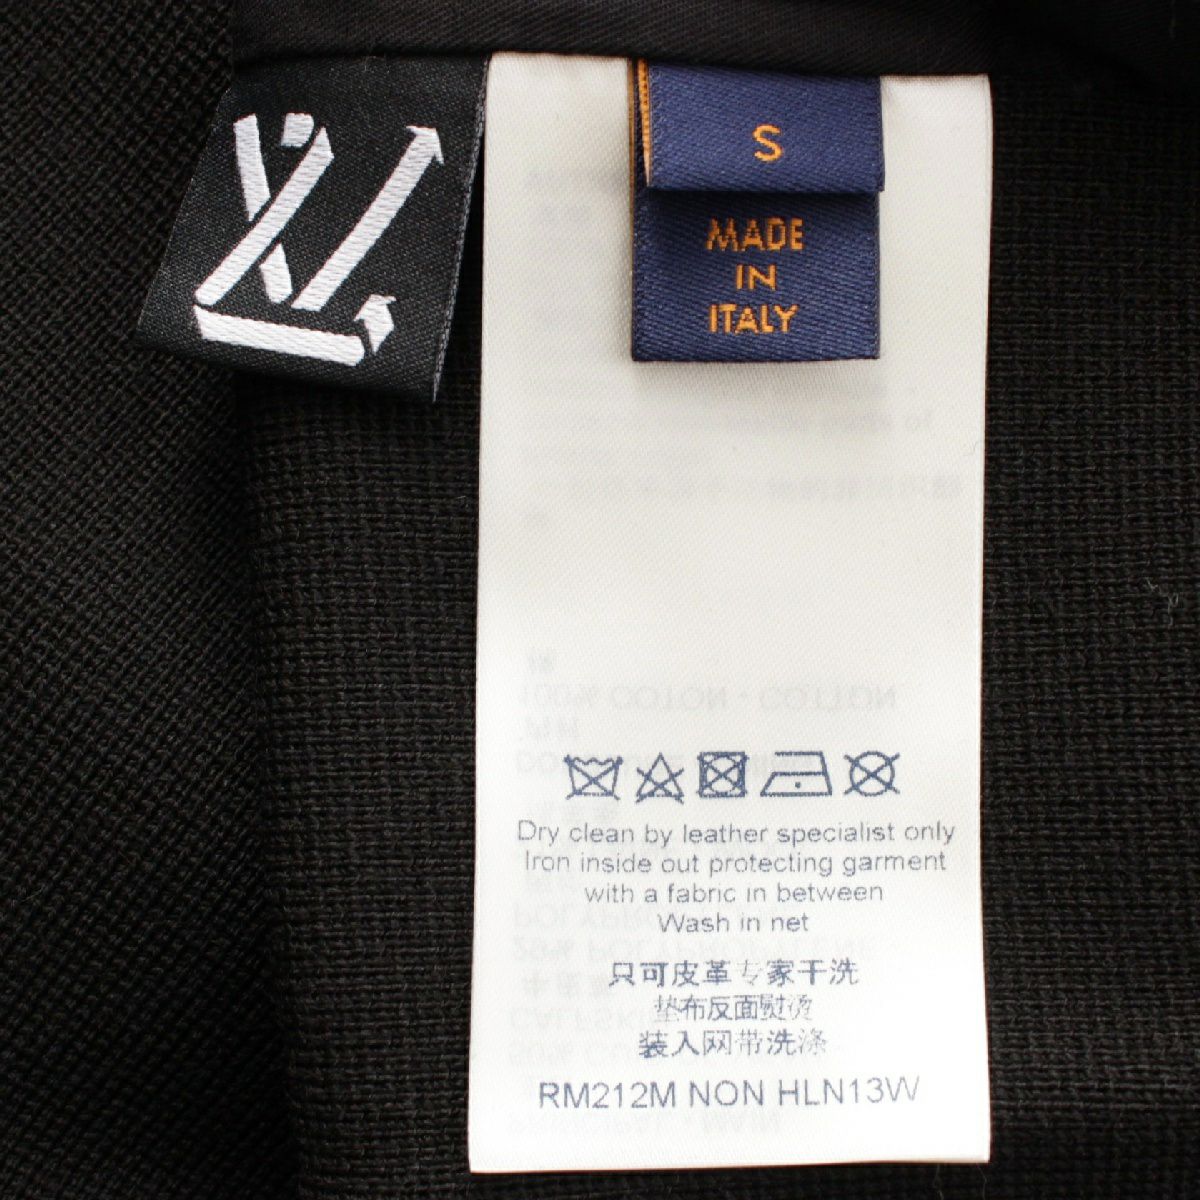 LV
S
MADE
IN
ITALY
Dry clean by leather specialist only
Iron inside out protecting garment
with a fabric in between
Wash in net
只可皮革专家干洗
垫布反面熨烫
装入网带洗涤
RM212M NON HLN13W